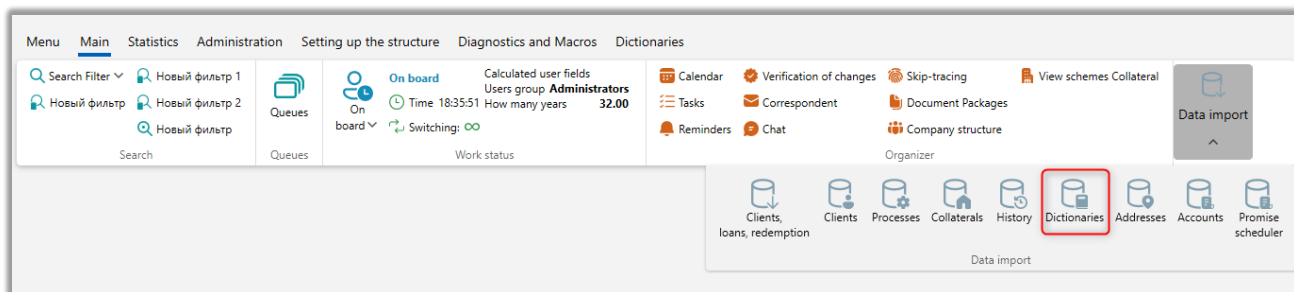 Menu Main Statistics Administration Setting up the structure Diagnostics and Macros Dictionaries
Search Filter
Новый фильтр 1
Новый фильтр
Новый фильтр 2
Новый фильтр
Search
Queues
Queues
On board
On board
Time 18:35:51
Switching:
Calculated user fields
Users group Administrators
How many years 32.00
Work status
Calendar
Verification of changes
Skip-tracing
View schemes Collateral
Tasks
Correspondent
Document Packages
Reminders
Chat
Company structure
Organizer
Data import
Clients,
loans, redemption
Clients
Processes
Collaterals
History
Dictionaries
Addresses
Accounts
Promise
scheduler
Data import